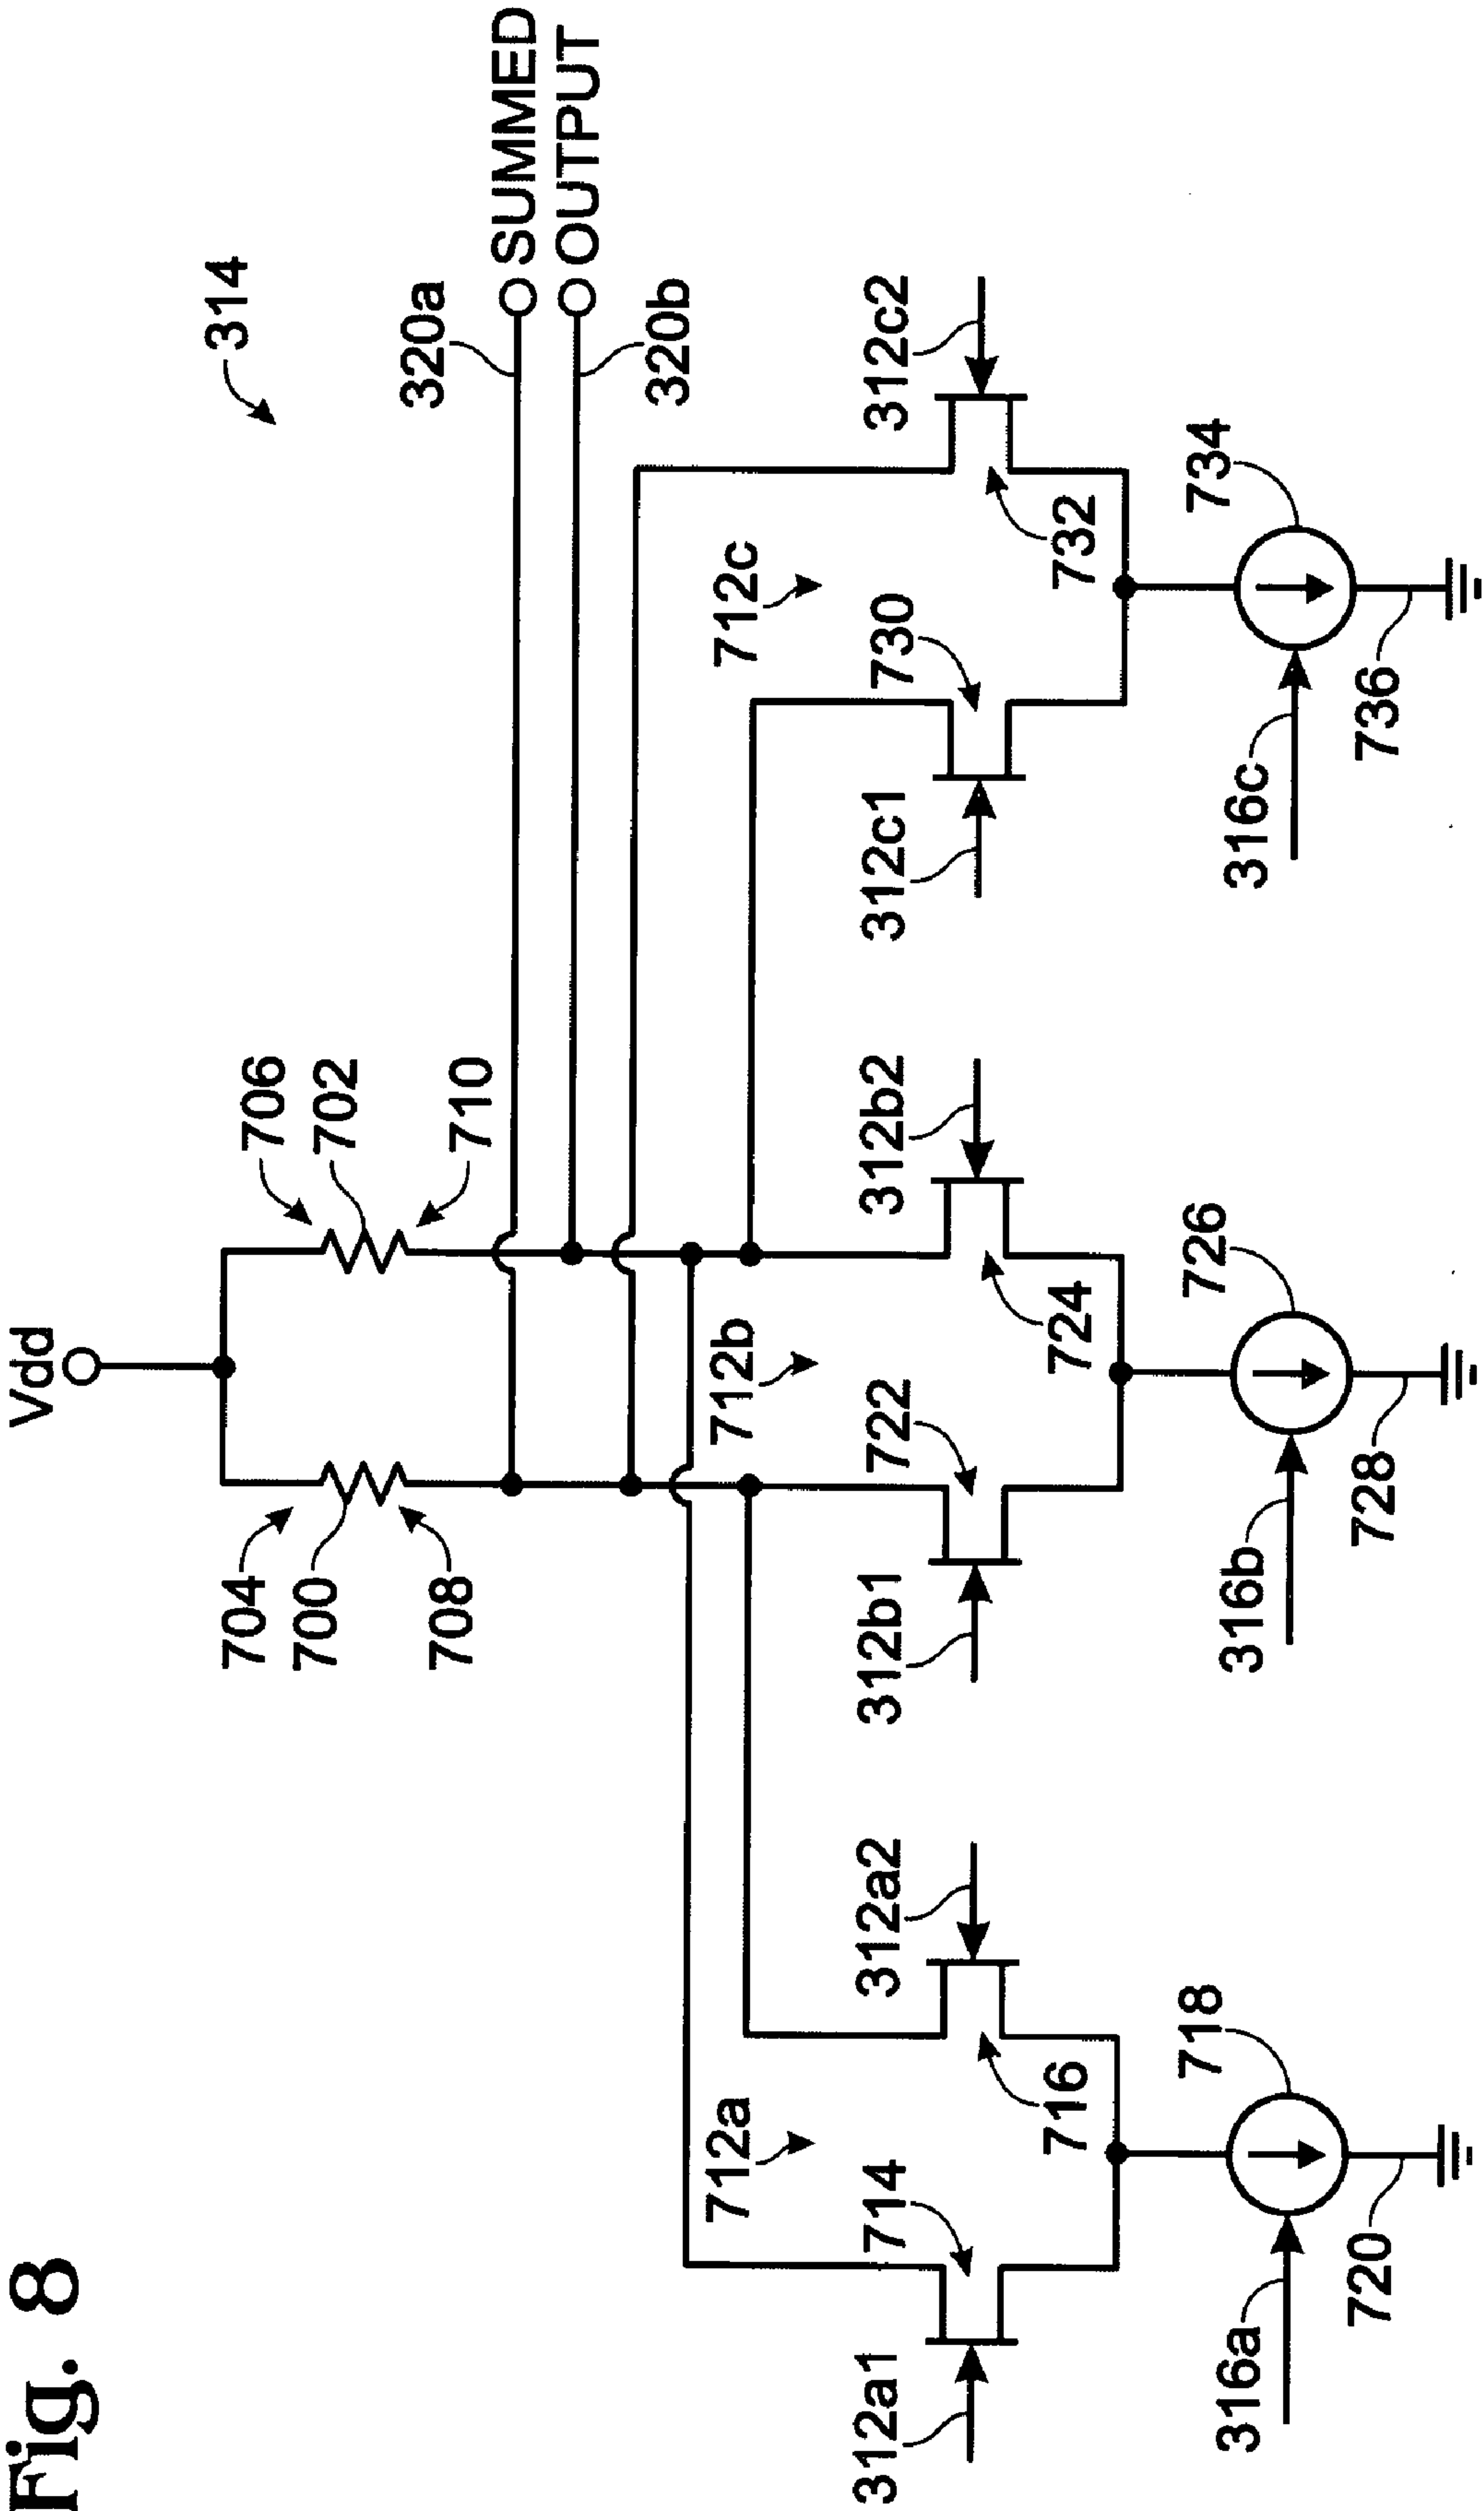 Fig. 8
Vdd
314
704
706
700
702
708
710
320a
SUMMED
OUTPUT
320b
712a
712b
712c
312a1
714
312a2
312b1
722
312b2
312c1
730
312c2
716
724
732
718
726
734
316a
316b
316c
720
728
736